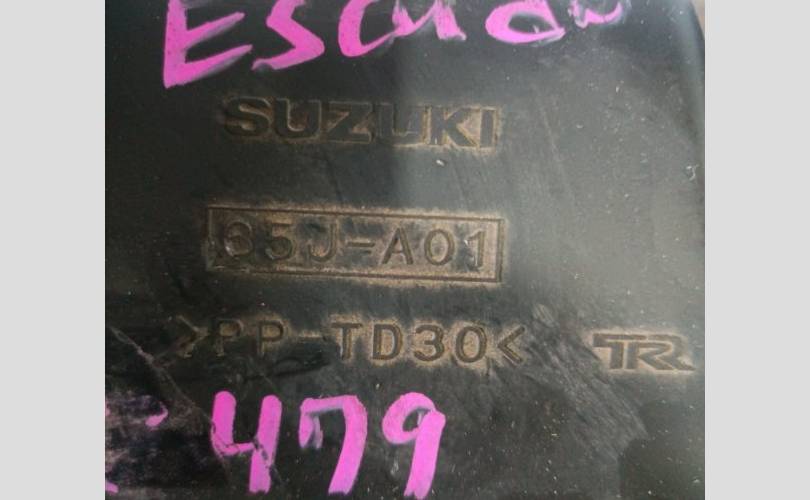 Escudo
SUZUKI
65J-A01
>PP-TD30<
TR
479